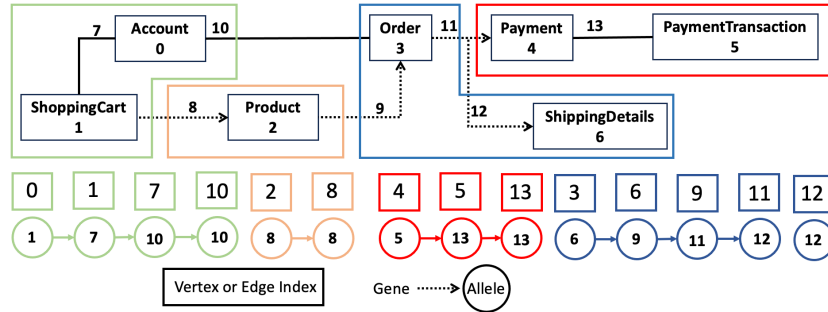 7 Account 10 Order 11 Payment 13 PaymentTransaction
0 3 4 5
ShoppingCart 8 Product 9 12 ShippingDetails
1 2 6
0 1 7 10 2 8 4 5 13 3 6 9 11 12
1 7 10 10 8 8 5 13 13 6 9 11 12 12
Vertex or Edge Index Gene Allele